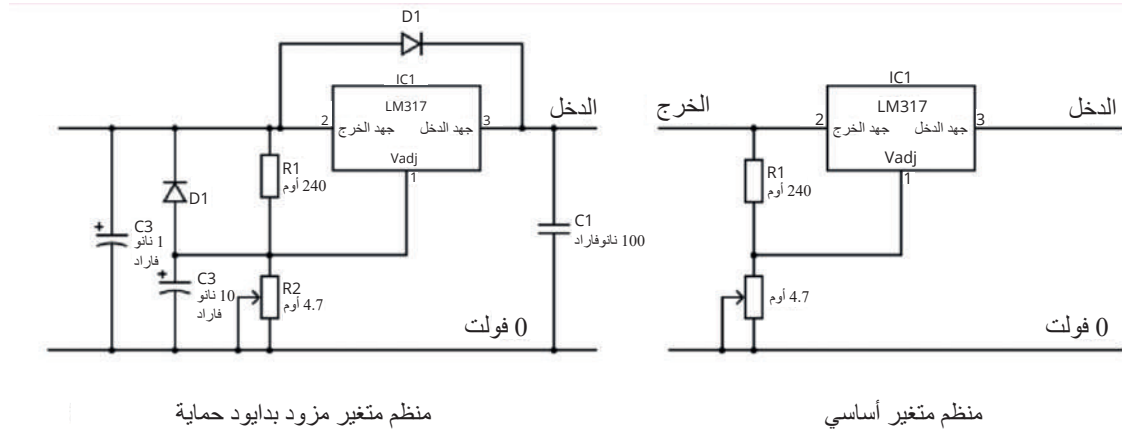 D1
IC1
LM317
جهد الدخل
جهد الخرج
Vadj
2
3
1
الدخل
R1
240 أوم
D1
C3
1 نانو
فاراد
+
C3
10 نانو
فاراد
+
R2
4.7 أوم
C1
100 نانوفاراد
0 فولت
منظم متغير مزود بدايود حماية
IC1
LM317
جهد الدخل
جهد الخرج
Vadj
2
3
1
الدخل
الخرج
R1
240 أوم
4.7 أوم
0 فولت
منظم متغير أساسي